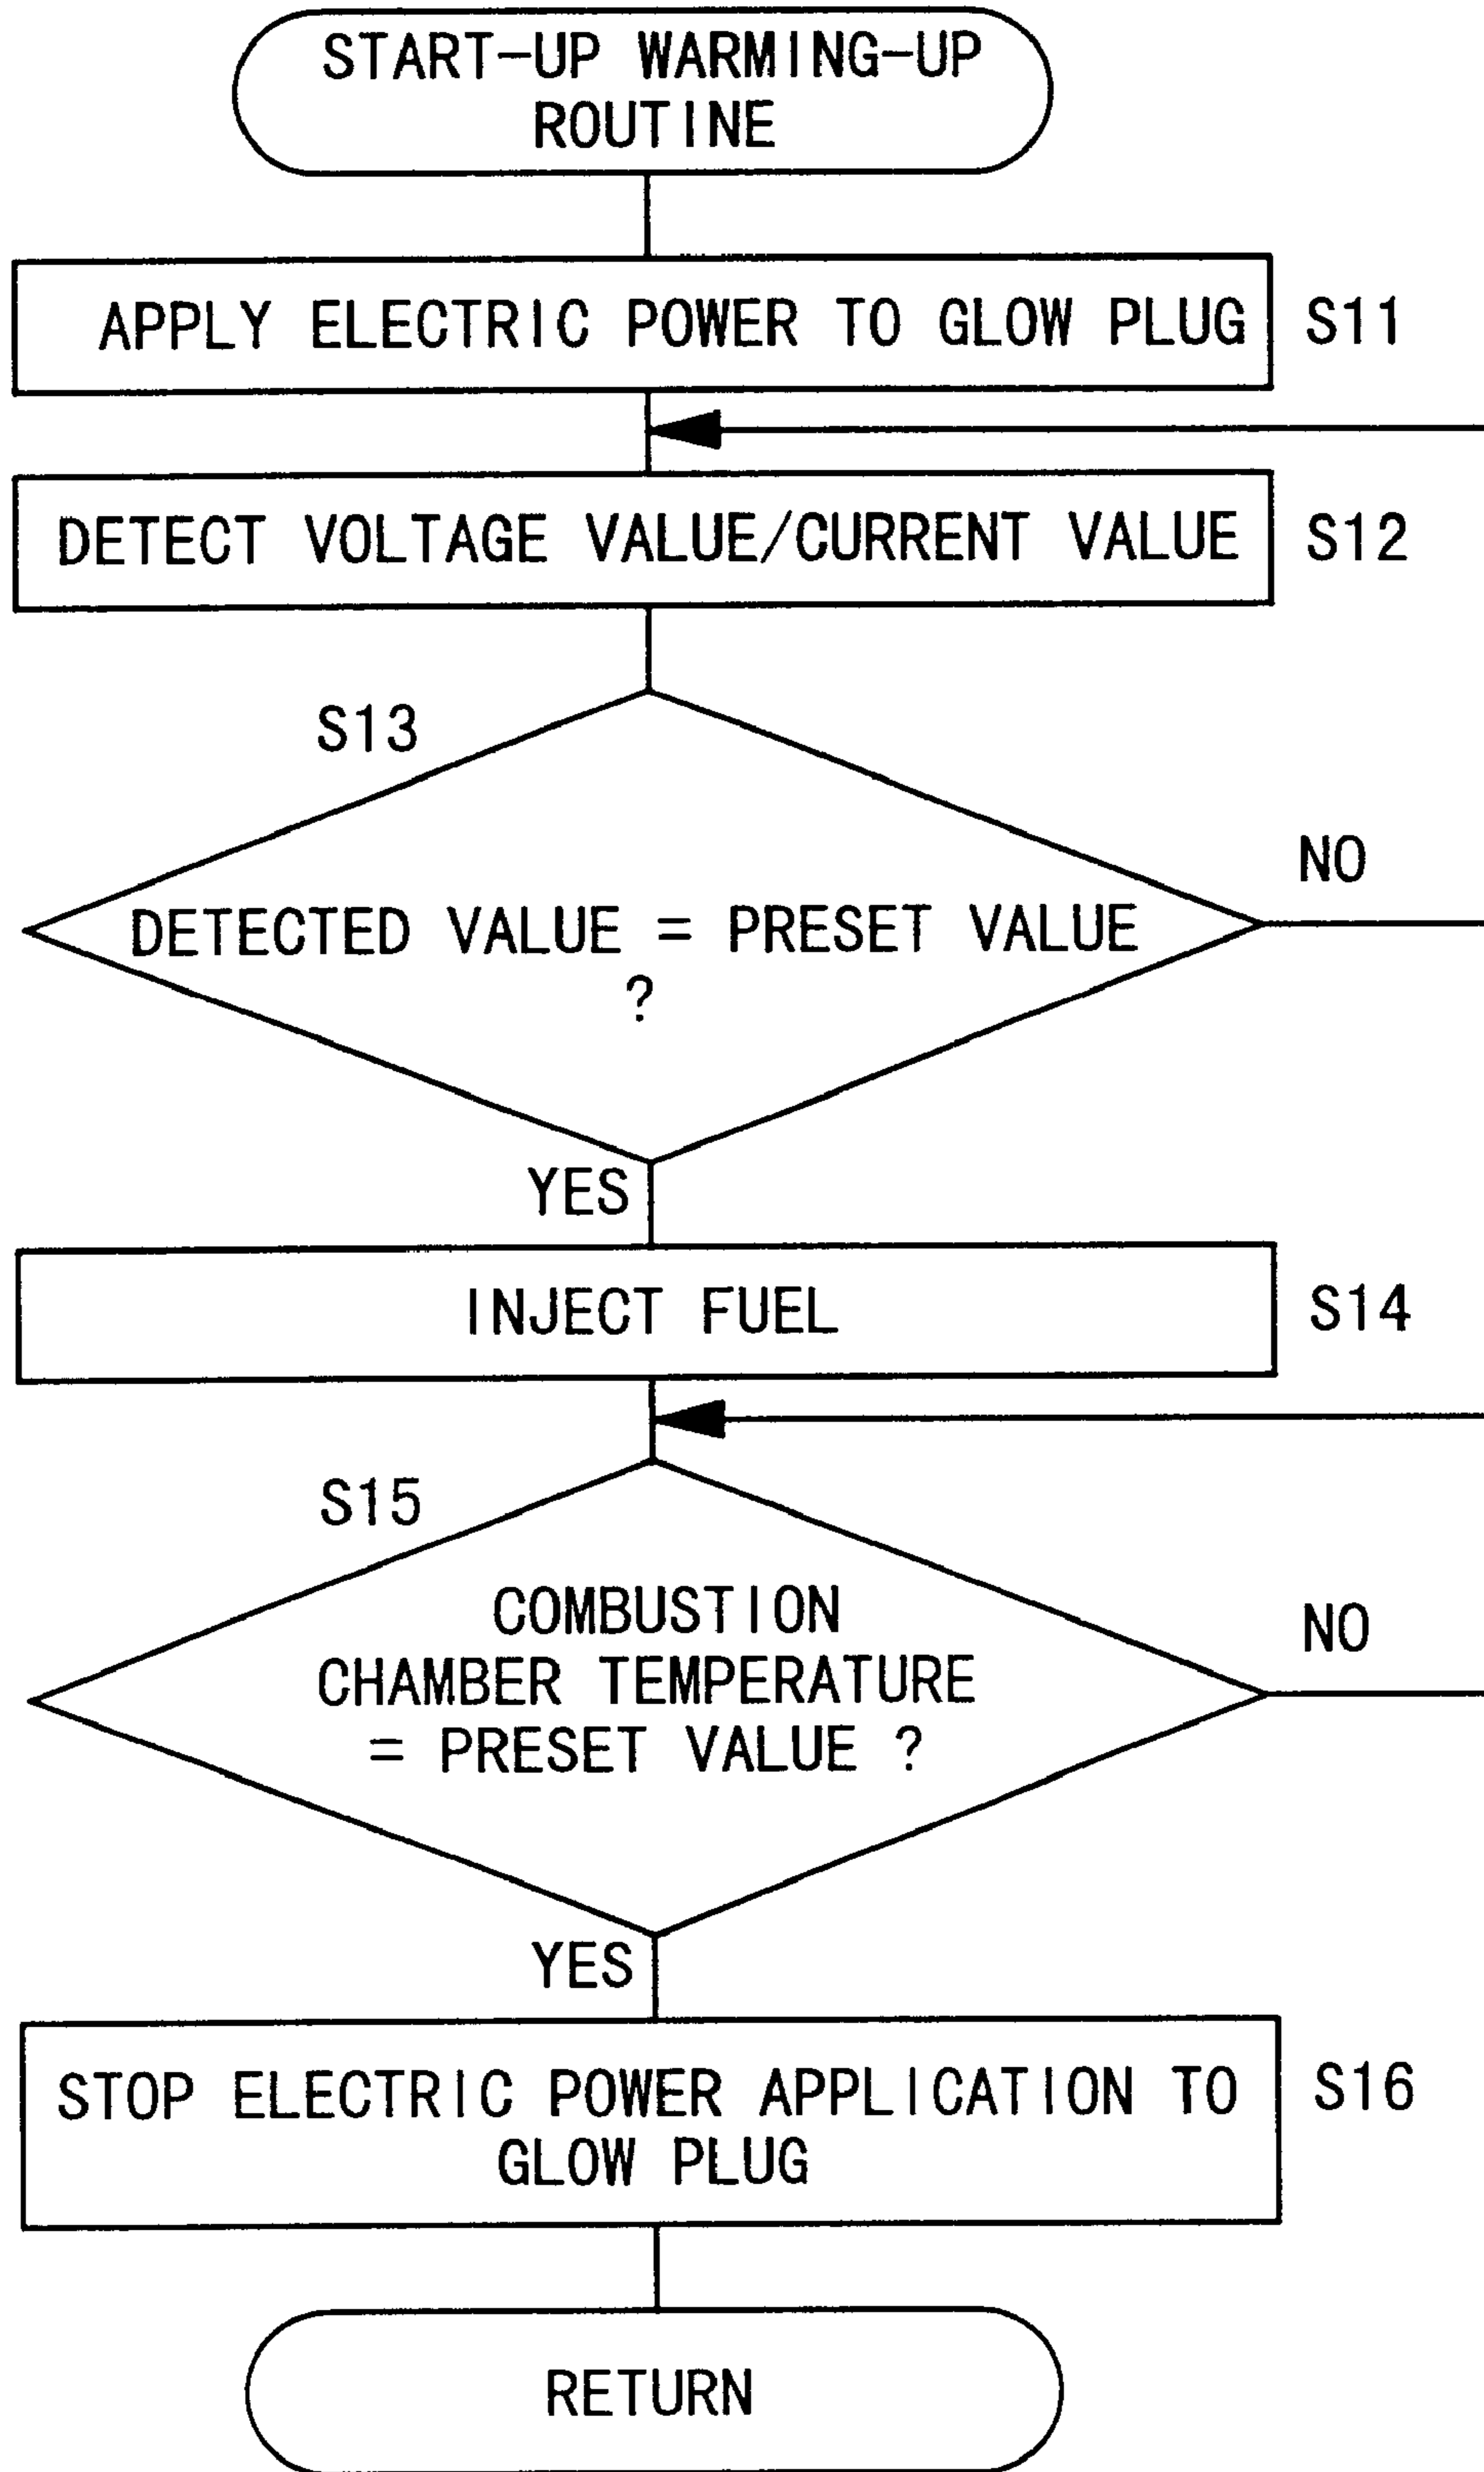 START-UP WARMING-UP
ROUTINE
APPLY ELECTRIC POWER TO GLOW PLUG
S11
DETECT VOLTAGE VALUE/CURRENT VALUE
S12
S13
NO
DETECTED VALUE = PRESET VALUE
?
YES
INJECT FUEL
S14
S15
COMBUSTION
NO
CHAMBER TEMPERATURE
= PRESET VALUE ?
YES
STOP ELECTRIC POWER APPLICATION TO
GLOW PLUG
S16
RETURN